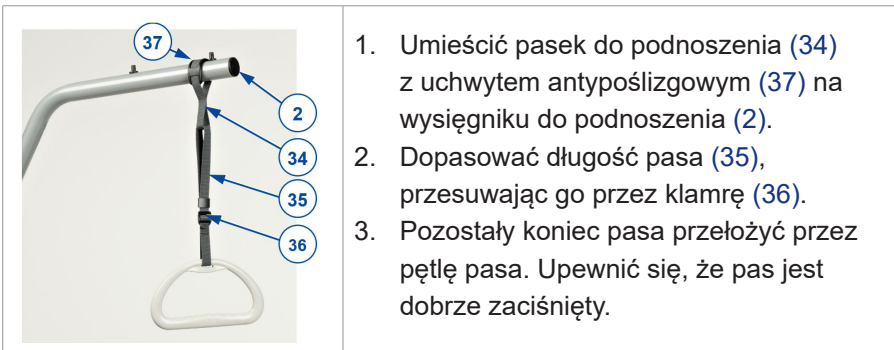 37
2
34
35
36
1. Umieścić pasek do podnoszenia (34)
z uchwytem antypoślizgowym (37) na
wysięgniku do podnoszenia (2).
2. Dopasować długość pasa (35),
przesuwając go przez klamrę (36).
3. Pozostały koniec pasa przełożyć przez
pętlę pasa. Upewnić się, że pas jest
dobrze zaciśnięty.